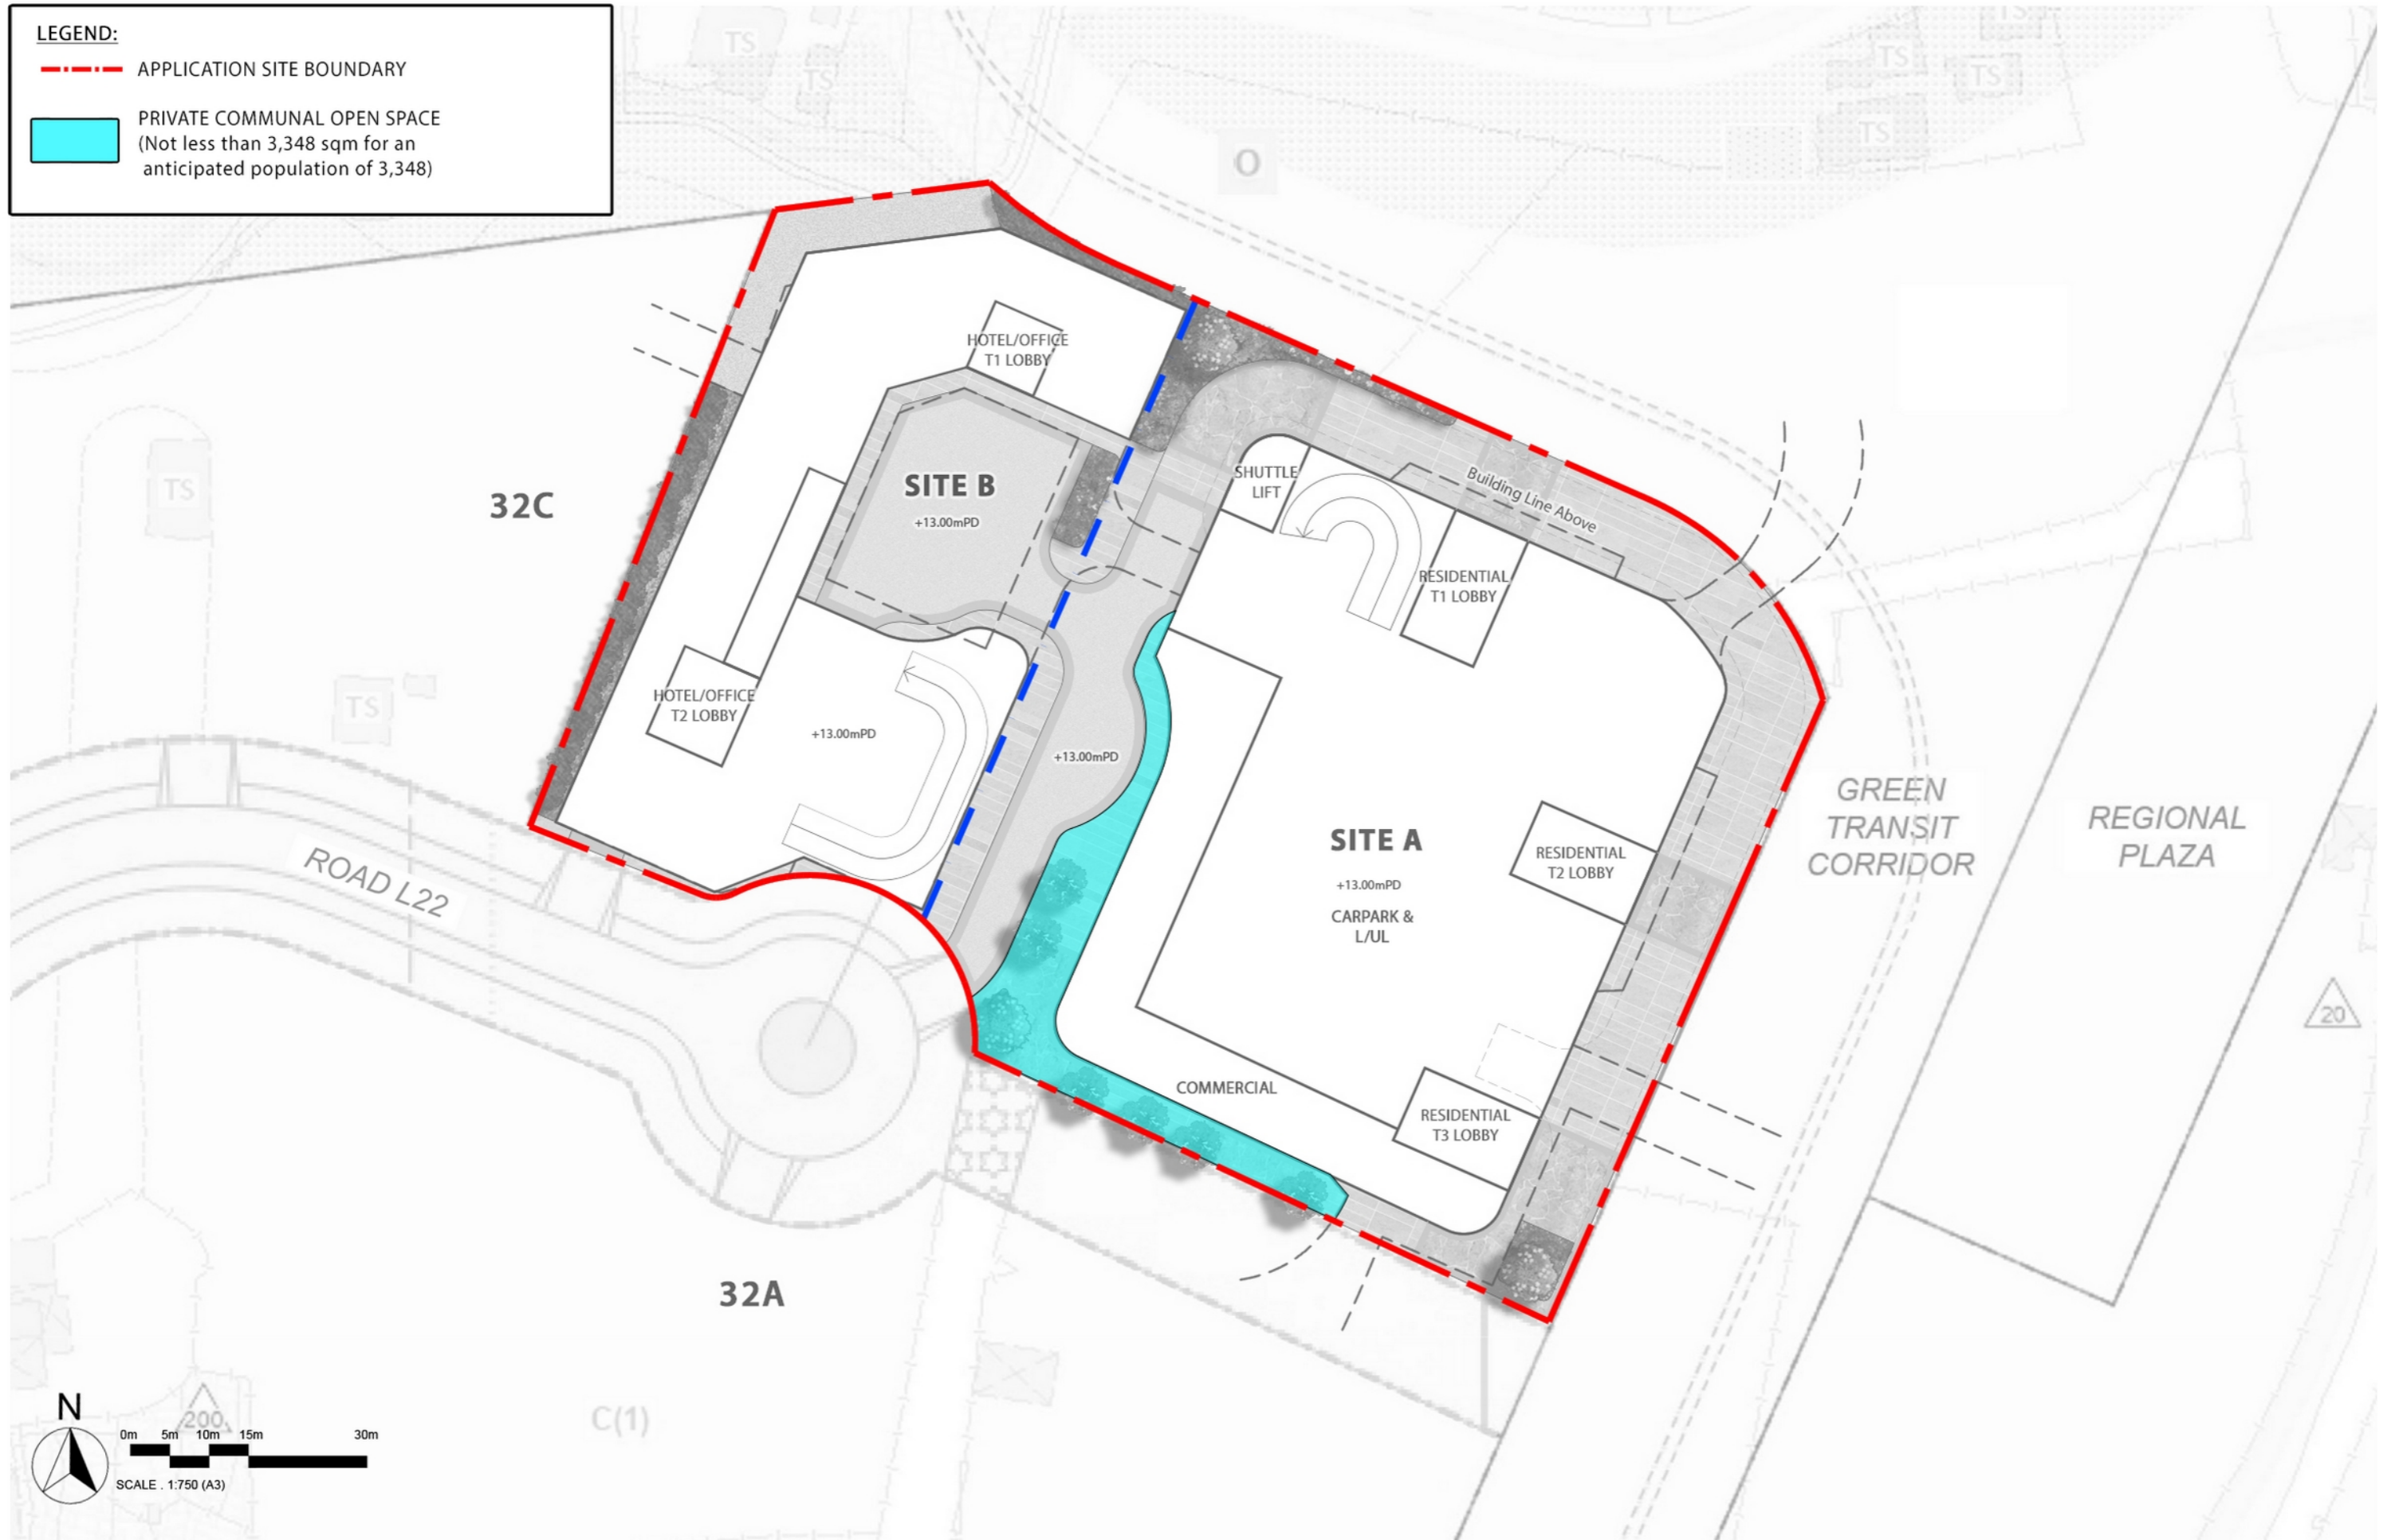 LEGEND:
APPLICATION SITE BOUNDARY
PRIVATE COMMUNAL OPEN SPACE
(Not less than 3,348 sqm for an
anticipated population of 3,348)
TS
TS
TS
TS
TS
TS
O
HOTEL/OFFICE
T1 LOBBY
SITE B
+13.00mPD
SHUTTLE
LIFT
Building Line Above
32C
TS
RESIDENTIAL
T1 LOBBY
TS
HOTEL/OFFICE
T2 LOBBY
+13.00mPD
+13.00mPD
GREEN
TRANSIT
CORRIDOR
REGIONAL
PLAZA
SITE A
+13.00mPD
CARPARK &
L/UL
RESIDENTIAL
T2 LOBBY
ROAD L22
20
COMMERCIAL
RESIDENTIAL
T3 LOBBY
32A
C(1)
200
N
0m 5m 10m 15m 30m
SCALE . 1:750 (A3)